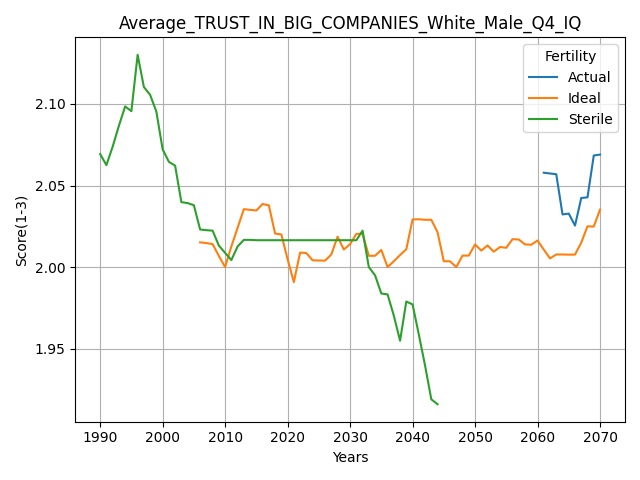 Average_TRUST_IN_BIG_COMPANIES_White_Male_Q4_IQ
Fertility
Actual
Ideal
Sterile
Score(1-3)
2.10
2.05
2.00
1.95
1990 2000 2010 2020 2030 2040 2050 2060 2070
Years